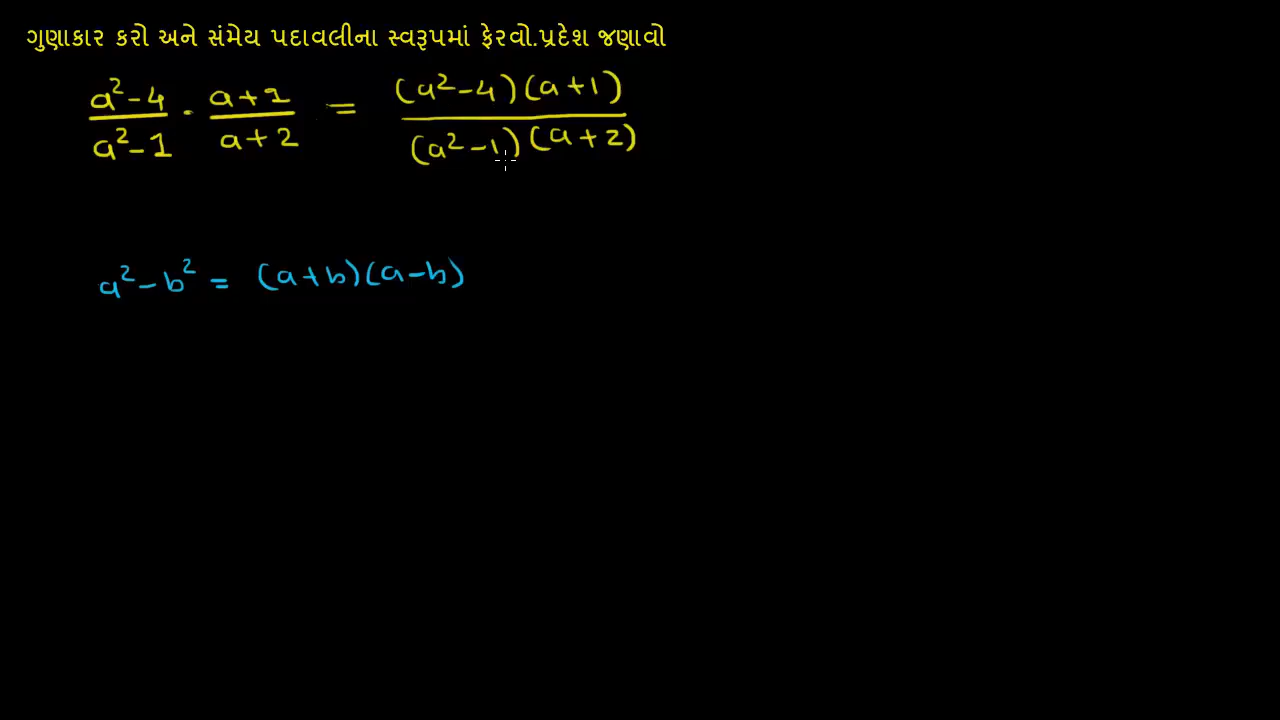 ગુણાકાર કરો અને સંમેય પદાવલીના સ્વરૂપમાં ફેરવો.પ્રદેશ જણાવો
a²-4 / a²-1 · a+1 / a+2 = (a²-4)(a+1) / (a²-1)(a+2)
a²-b² = (a+b)(a-b)